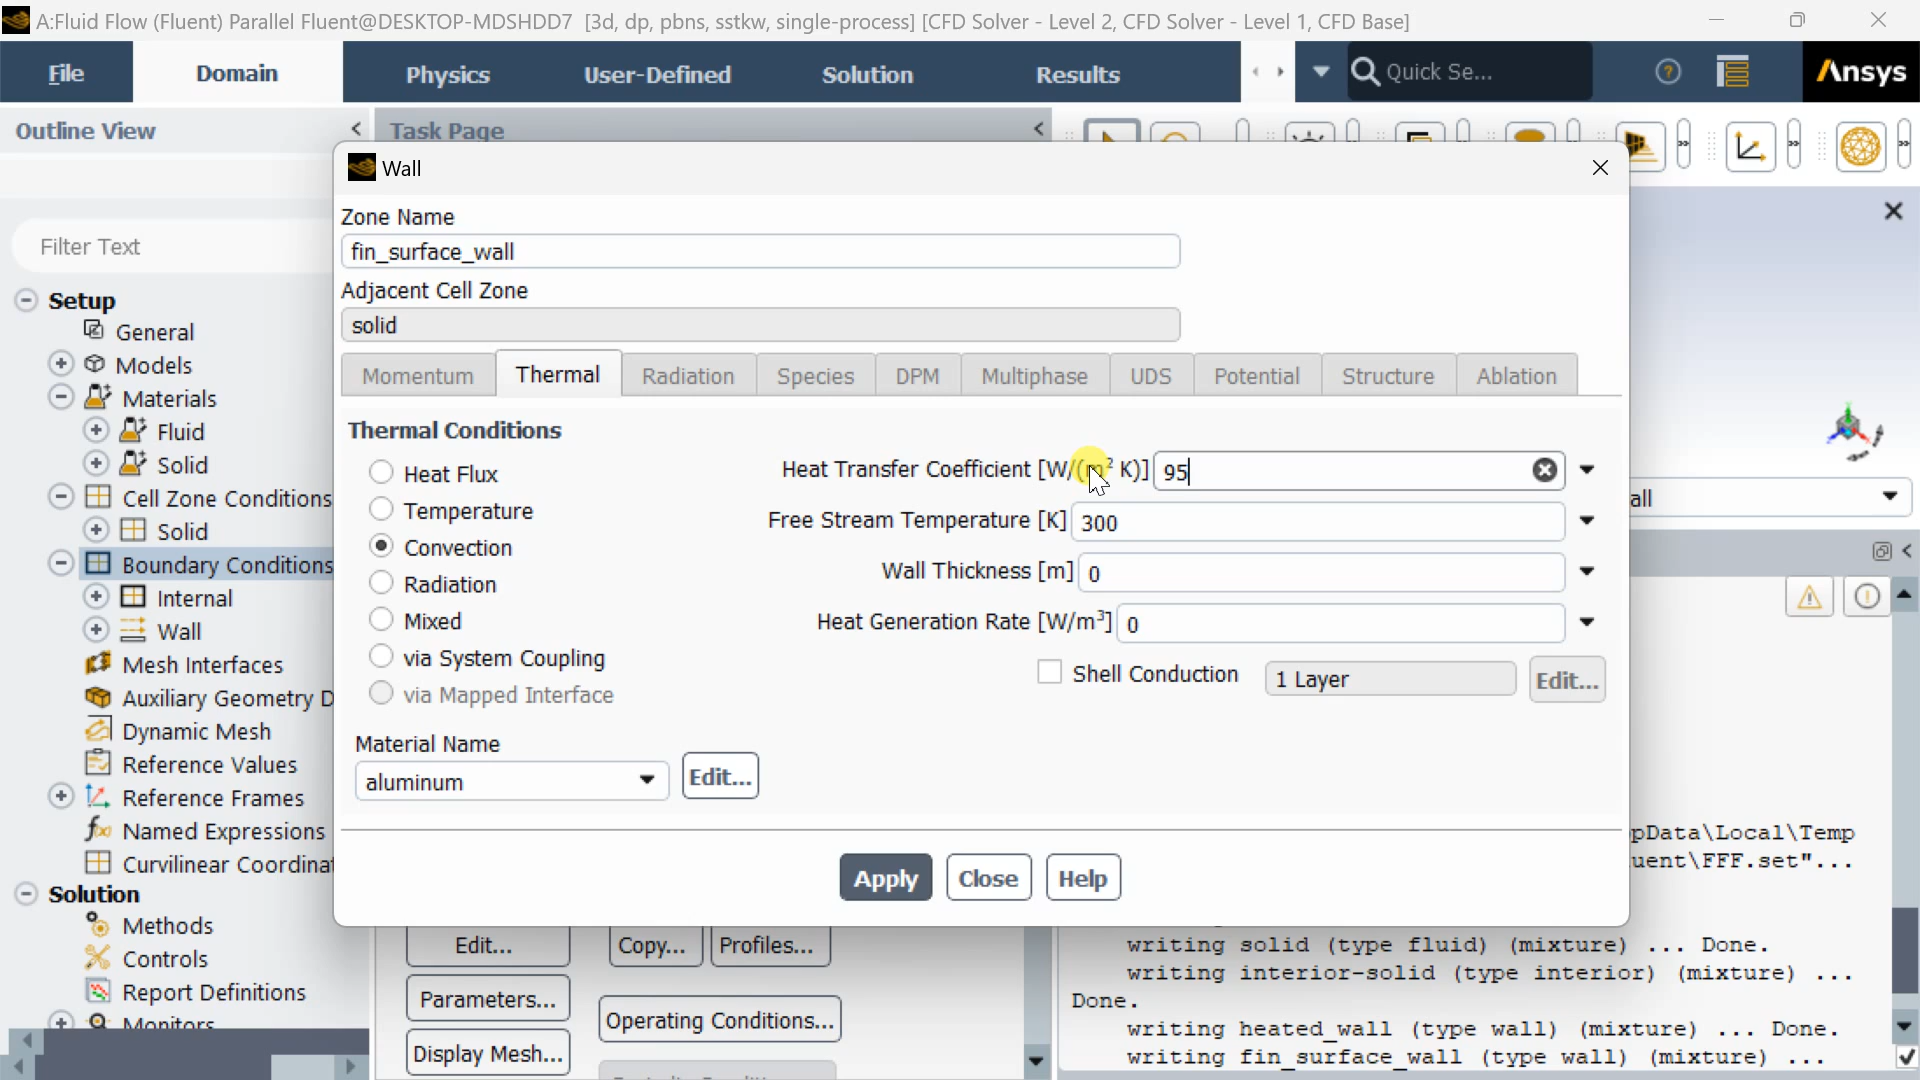 A:Fluid Flow (Fluent) Parallel Fluent@DESKTOP-MDSHDD7 [3d, dp, pbns, sstkw, single-process] [CFD Solver - Level 2, CFD Solver - Level 1, CFD Base]
File Domain Physics User-Defined Solution Results Quick Se... Ansys
Outline View
Task Page
Filter Text
Setup
General
Models
Materials
Fluid
Solid
Cell Zone Conditions
Solid
Boundary Conditions
Internal
Wall
Mesh Interfaces
Auxiliary Geometry D
Dynamic Mesh
Reference Values
Reference Frames
Named Expressions
Curvilinear Coordina
Solution
Methods
Controls
Report Definitions
Monitors
Wall
Zone Name
fin_surface_wall
Adjacent Cell Zone
solid
Momentum Thermal Radiation Species DPM Multiphase UDS Potential Structure Ablation
Thermal Conditions
Heat Flux
Temperature
Convection
Radiation
Mixed
via System Coupling
via Mapped Interface
Heat Transfer Coefficient [W/(m² K)] 95
Free Stream Temperature [K] 300
Wall Thickness [m] 0
Heat Generation Rate [W/m³] 0
Shell Conduction 1 Layer Edit...
Material Name
aluminum Edit...
Apply Close Help
Edit... Copy... Profiles...
Parameters... Operating Conditions...
Display Mesh...
all
pData\Local\Temp
uent\FFF.set"...
writing solid (type fluid) (mixture) ... Done.
writing interior-solid (type interior) (mixture) ...
Done.
writing heated_wall (type wall) (mixture) ... Done.
writing fin_surface_wall (type wall) (mixture) ...